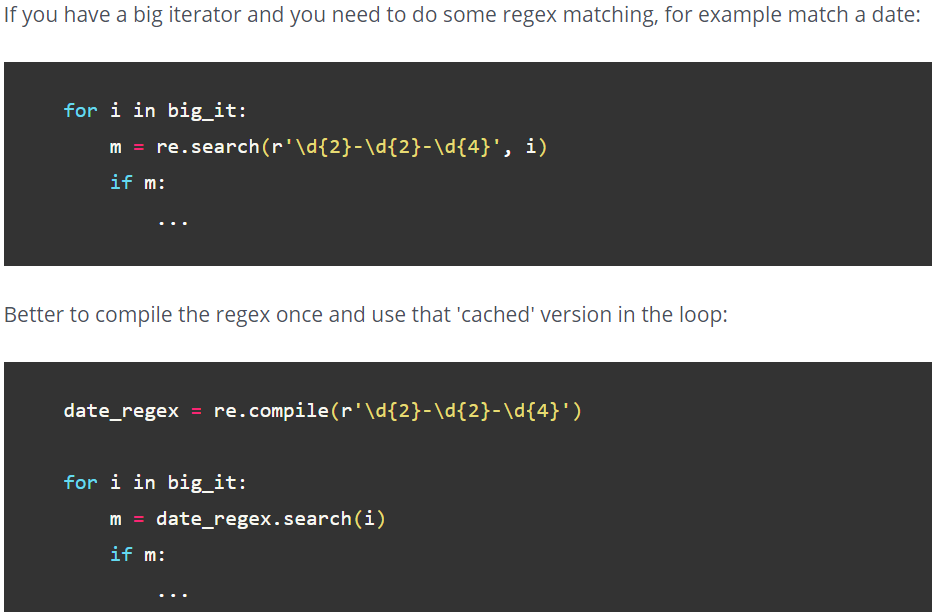 If you have a big iterator and you need to do some regex matching, for example match a date:
for i in big_it:
    m = re.search(r'\d{2}-\d{2}-\d{4}', i)
    if m:
        ...
Better to compile the regex once and use that 'cached' version in the loop:
date_regex = re.compile(r'\d{2}-\d{2}-\d{4}')
for i in big_it:
    m = date_regex.search(i)
    if m:
        ...